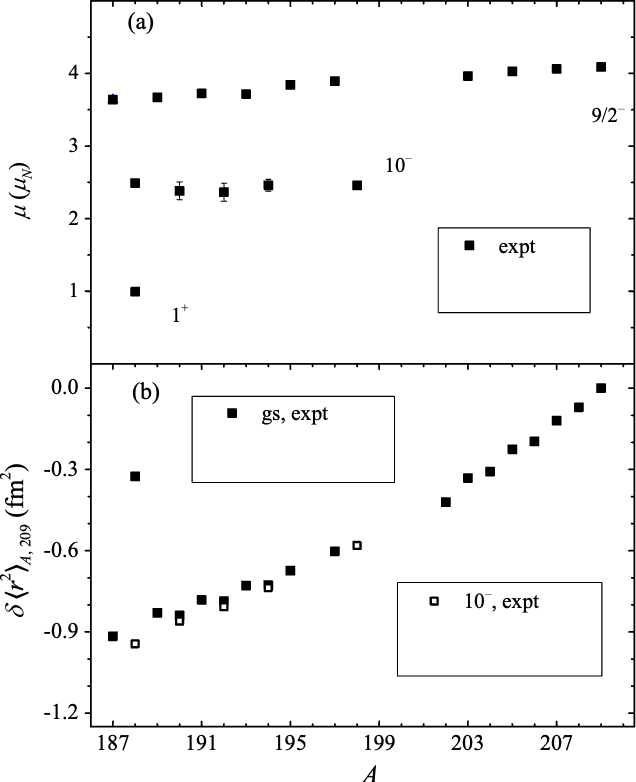 (a)
4
3
2
1
μ (μN)
9/2⁻
10⁻
1⁺
expt
(b)
0.0
-0.3
-0.6
-0.9
-1.2
δ⟨r²⟩A, 209 (fm²)
gs, expt
10⁻, expt
187 191 195 199 203 207
A